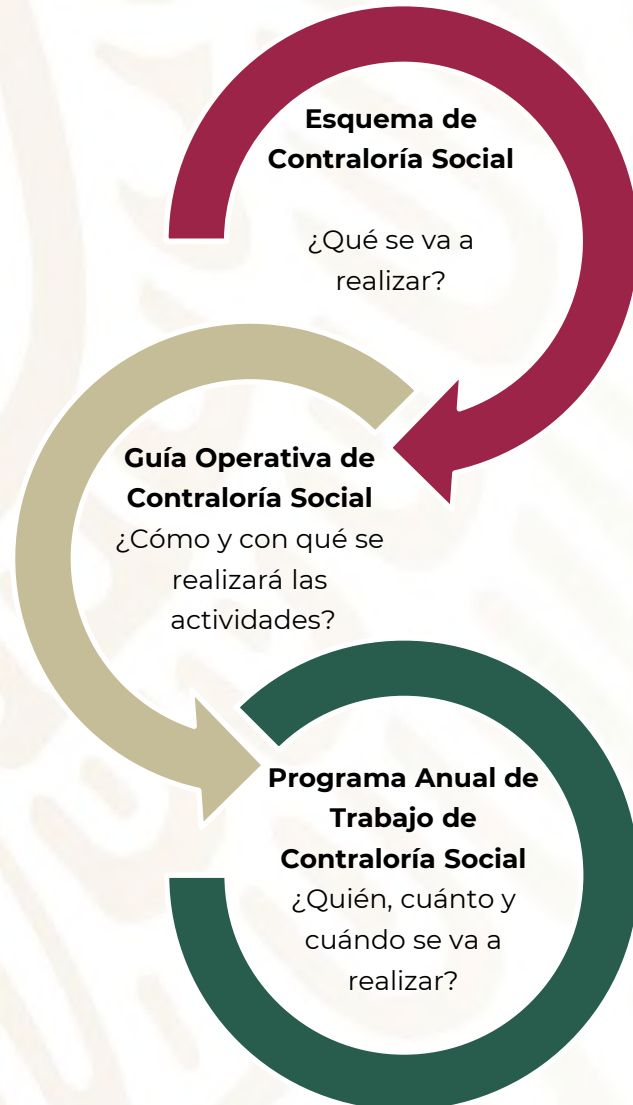 Esquema de
Contraloría Social
¿Qué se va a
realizar?
Guía Operativa de
Contraloría Social
¿Cómo y con qué se
realizará las
actividades?
Programa Anual de
Trabajo de
Contraloría Social
¿Quién, cuánto y
cuándo se va a
realizar?